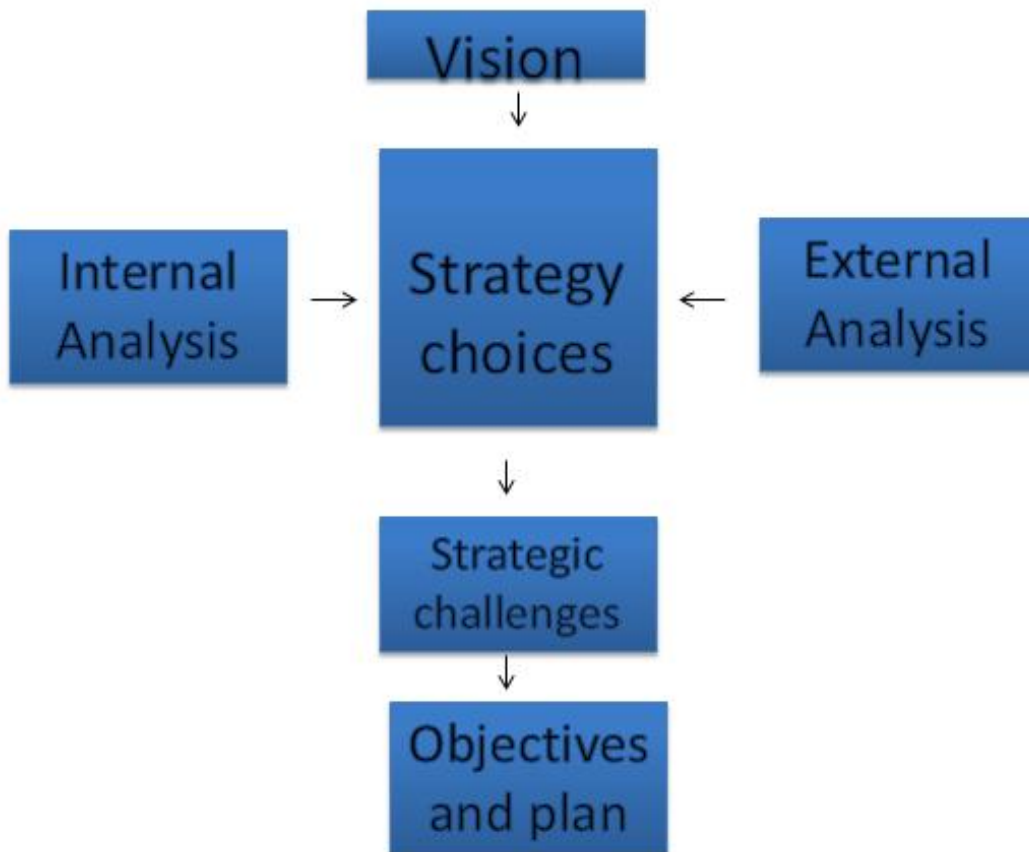 Vision
Internal
Analysis
Strategy
choices
External
Analysis
Strategic
challenges
Objectives
and plan